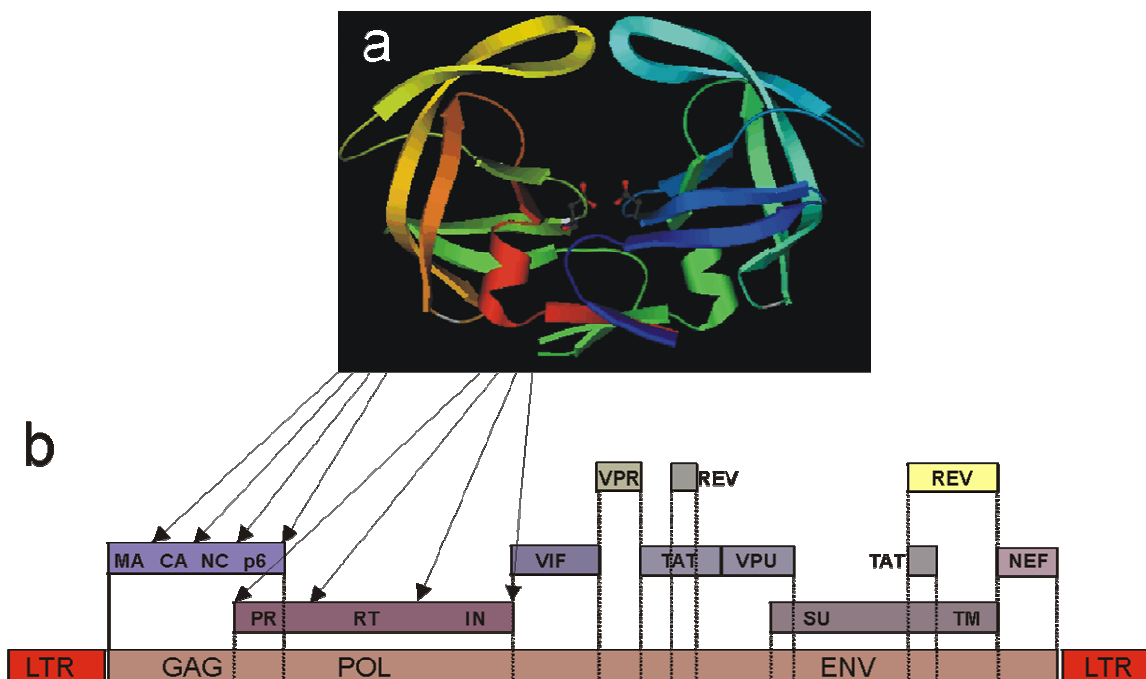 a
b
VPR
REV
REV
MA CA NC p6
VIF
TAT
VPU
TAT
NEF
PR RT IN
SU TM
LTR GAG POL ENV LTR